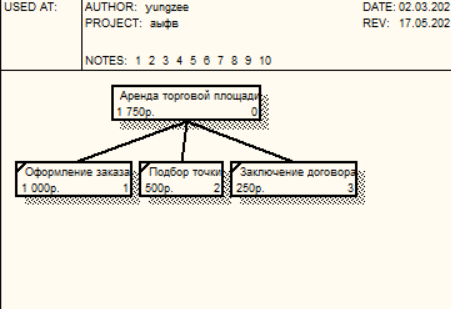 USED AT:
AUTHOR: yungzee
DATE: 02.03.202
PROJECT: аыфв
REV: 17.05.202
NOTES: 1 2 3 4 5 6 7 8 9 10
Аренда торговой площади
1 750р. 0
Оформление заказа
1 000р. 1
Подбор точки
500р. 2
Заключение договора
250р. 3